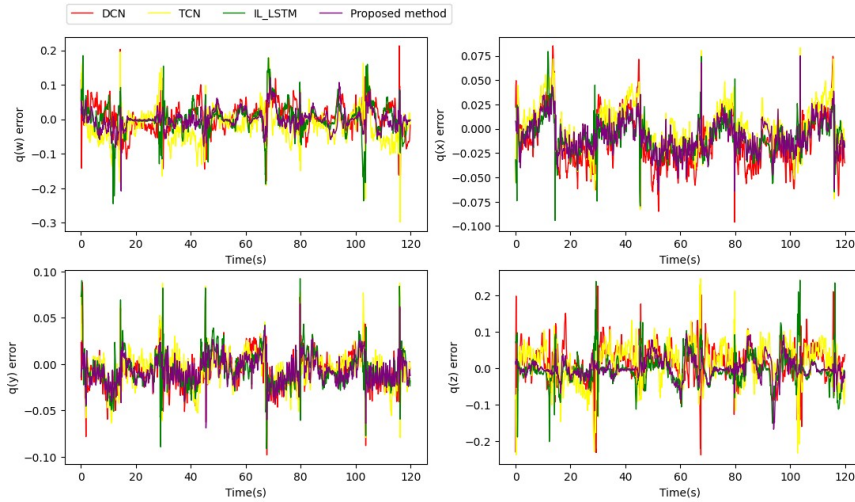 DCN TCN IL_LSTM Proposed method
0.2
0.1
0.0
-0.1
-0.2
-0.3
q(w) error
0 20 40 60 80 100 120
Time(s)
0.075
0.050
0.025
0.000
-0.025
-0.050
-0.075
-0.100
q(x) error
0 20 40 60 80 100 120
Time(s)
0.10
0.05
0.00
-0.05
-0.10
q(y) error
0 20 40 60 80 100 120
Time(s)
0.2
0.1
0.0
-0.1
-0.2
q(z) error
0 20 40 60 80 100 120
Time(s)